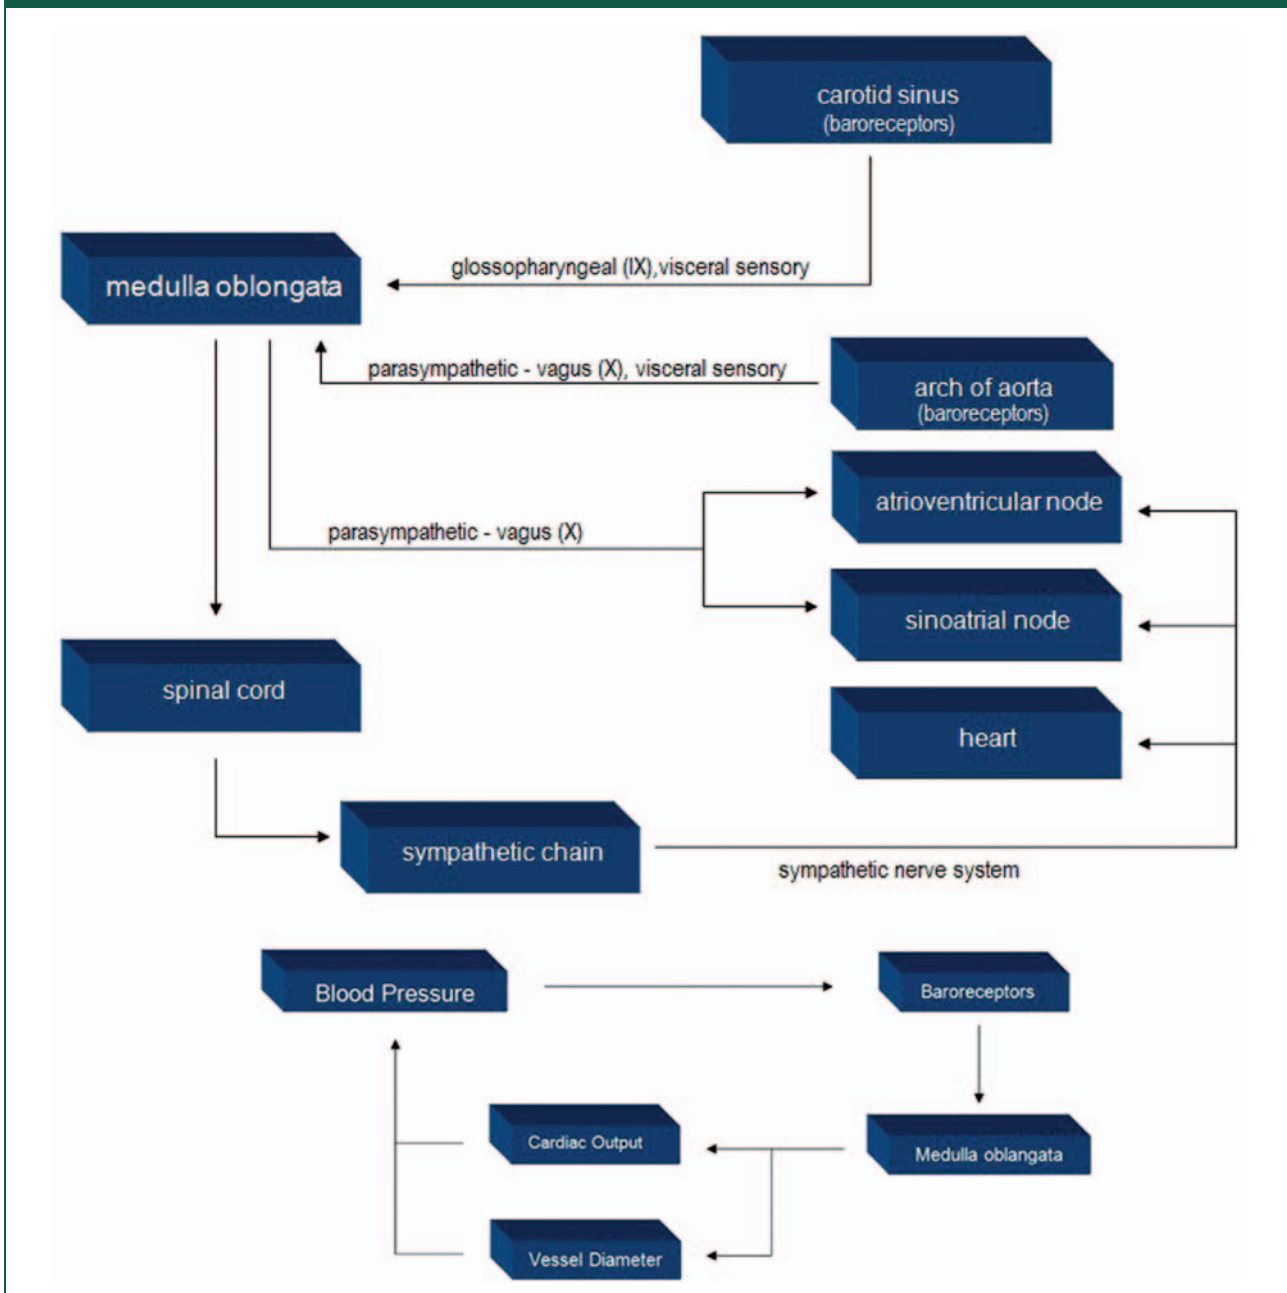 carotid sinus
(baroreceptors)
glossopharyngeal (IX),visceral sensory
medulla oblongata
parasympathetic - vagus (X), visceral sensory
arch of aorta
(baroreceptors)
atrioventricular node
parasympathetic - vagus (X)
sinoatrial node
spinal cord
heart
sympathetic chain
sympathetic nerve system
Blood Pressure
Baroreceptors
Cardiac Output
Medulla oblangata
Vessel Diameter